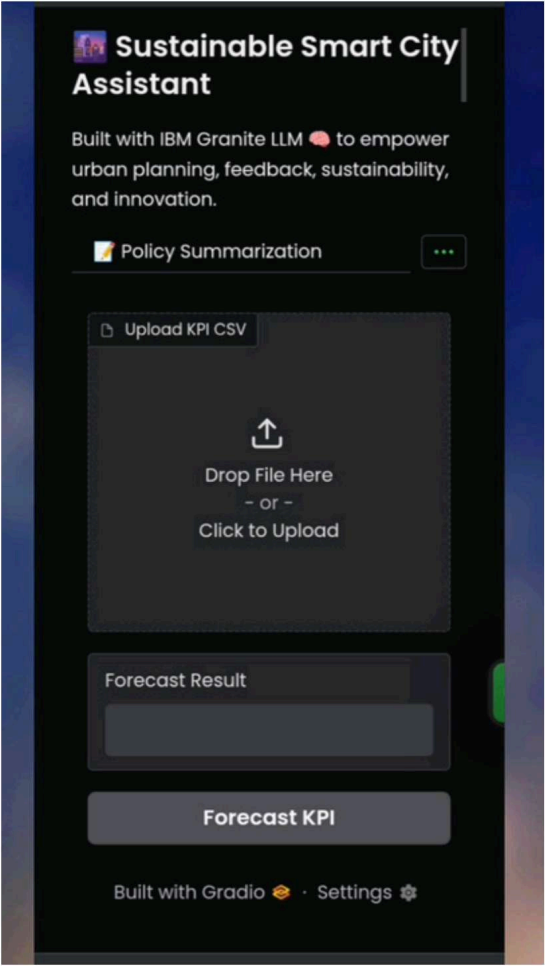 🌆 Sustainable Smart City
Assistant
Built with IBM Granite LLM 🧠 to empower
urban planning, feedback, sustainability,
and innovation.
📝 Policy Summarization
...
Upload KPI CSV
Drop File Here
- or -
Click to Upload
Forecast Result
Forecast KPI
Built with Gradio · Settings